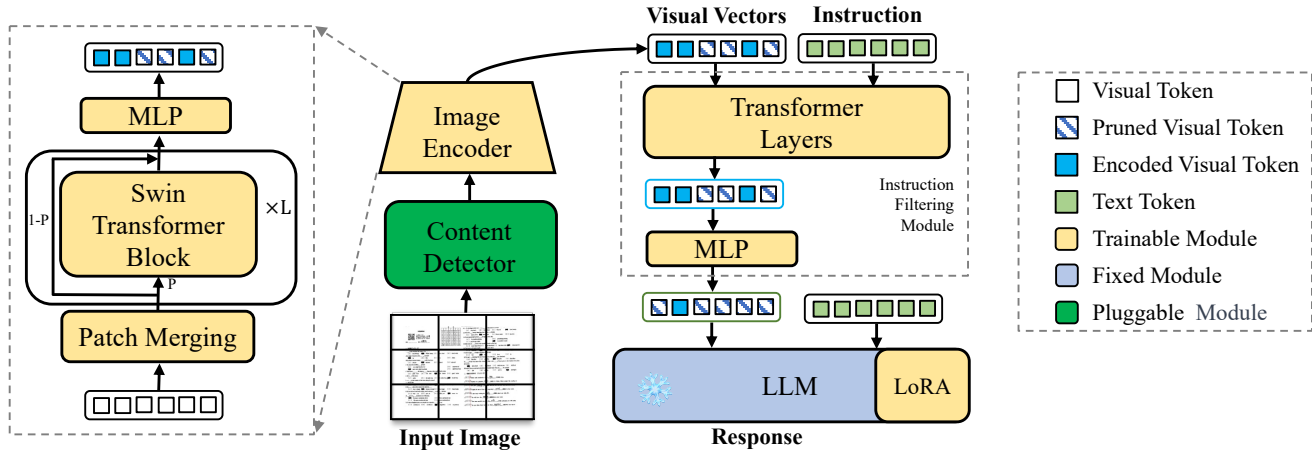 MLP
Swin
Transformer
Block
×L
1-P
P
Patch Merging
Image
Encoder
Content
Detector
Input Image
Visual Vectors
Instruction
Transformer
Layers
Instruction
Filtering
Module
MLP
LLM
LoRA
Response
Visual Token
Pruned Visual Token
Encoded Visual Token
Text Token
Trainable Module
Fixed Module
Pluggable Module